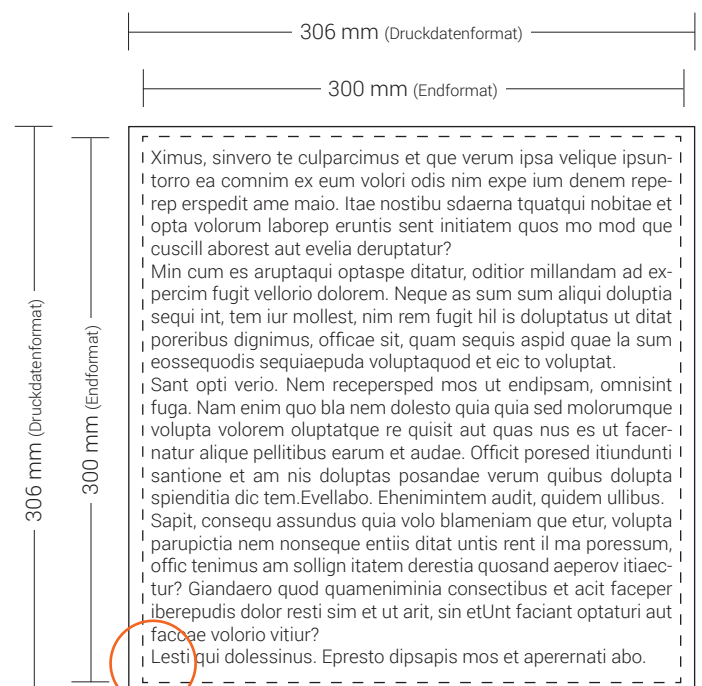 306 mm (Druckdatenformat)
300 mm (Endformat)
306 mm (Druckdatenformat)
300 mm (Endformat)
Ximus, sinvero te culparcimus et que verum ipsa velique ipsun-
torro ea comnim ex eum volori odis nim expe ium denem repe-
rep erspedit ame maio. Itae nostibu sdaerna tquatqui nobitae et
opta volorum laborep eruntis sent initiatem quos mo mod que
cuscill aborest aut evelia deruptatur?
Min cum es aruptaqui optaspe ditatur, oditior millandam ad ex-
percim fugit vellorio dolorem. Neque as sum sum aliqui doluptia
sequi int, tem iur mollest, nim rem fugit hil is doluptatus ut ditat
poreribus dignimus, officae sit, quam sequis aspid quae la sum
eossequodis sequiaepuda voluptaquod et eic to voluptat.
Sant opti verio. Nem recepersped mos ut endipsam, omnisint
fuga. Nam enim quo bla nem dolesto quia quia sed molorumque
volupta volorem oluptatque re quisit aut quas nus es ut facer-
natur alique pellitibus earum et audae. Officit poresed itiundunti
santione et am nis doluptas posandae verum quibus dolupta
spienditia dic tem.Evellabo. Ehenimintem audit, quidem ullibus.
Sapit, consequ assundus quia volo blameniam que etur, volupta
parupictia nem nonseque entiis ditat untis rent il ma poressum,
offic tenimus am sollign itatem derestia quosand aeperov itiaec-
tur? Giandaero quod quameniminia consectibus et acit faceper
iberepudis dolor resti sim et ut arit, sin etUnt faciant optaturi aut
faccae volorio vitiur?
Lesti qui dolessinus. Epresto dipsapis mos et aperernati abo.